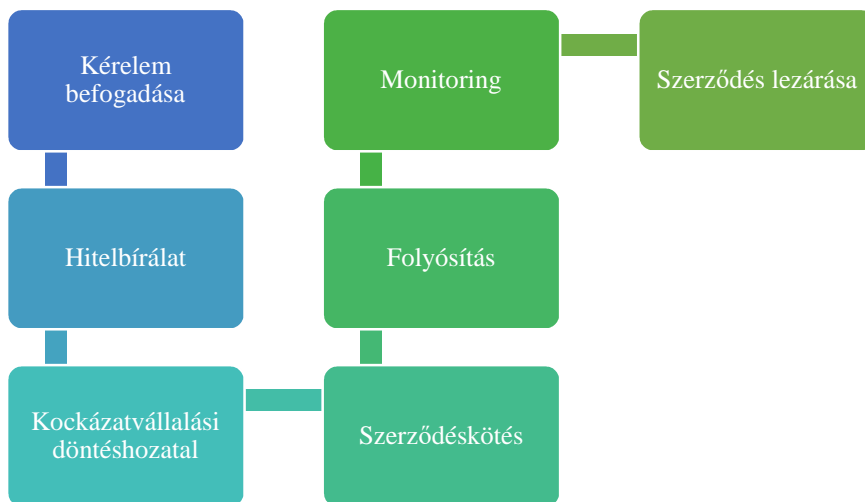 Kérelem
befogadása
Hitelbírálat
Kockázatvállalási
döntéshozatal
Szerződéskötés
Folyósítás
Monitoring
Szerződés lezárása